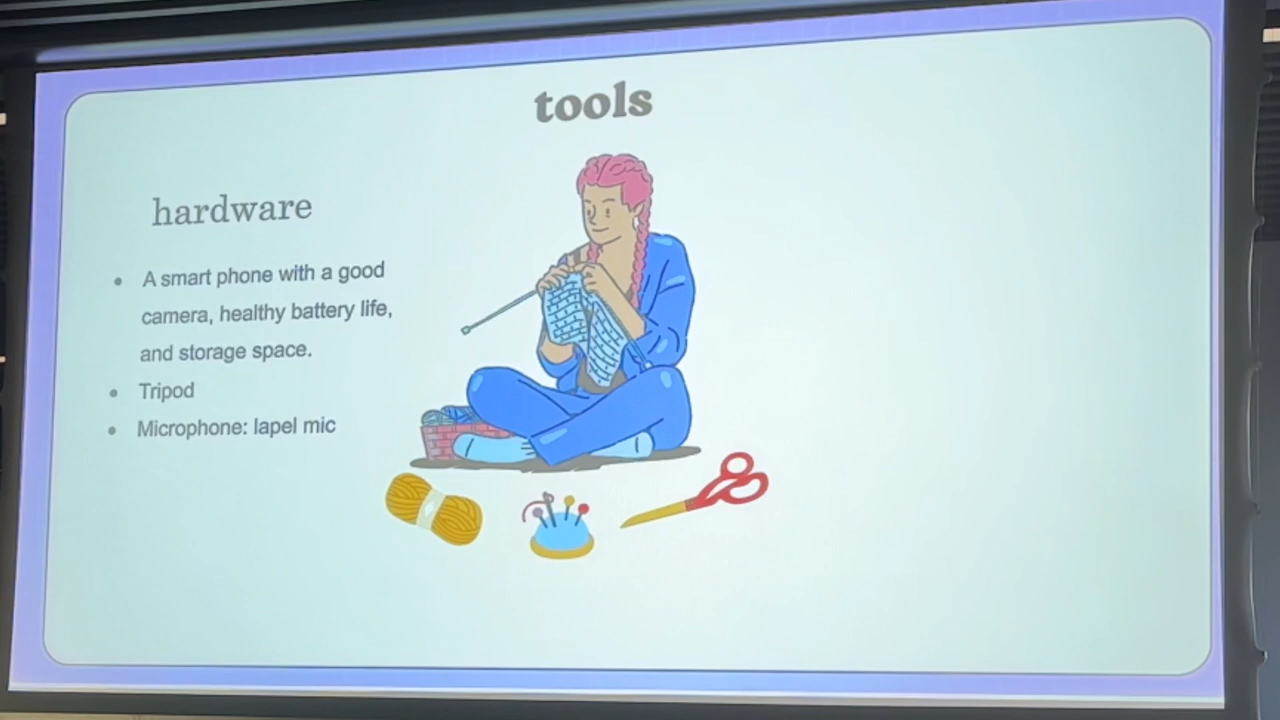 tools
hardware
• A smart phone with a good
camera, healthy battery life,
and storage space.
• Tripod
• Microphone: lapel mic